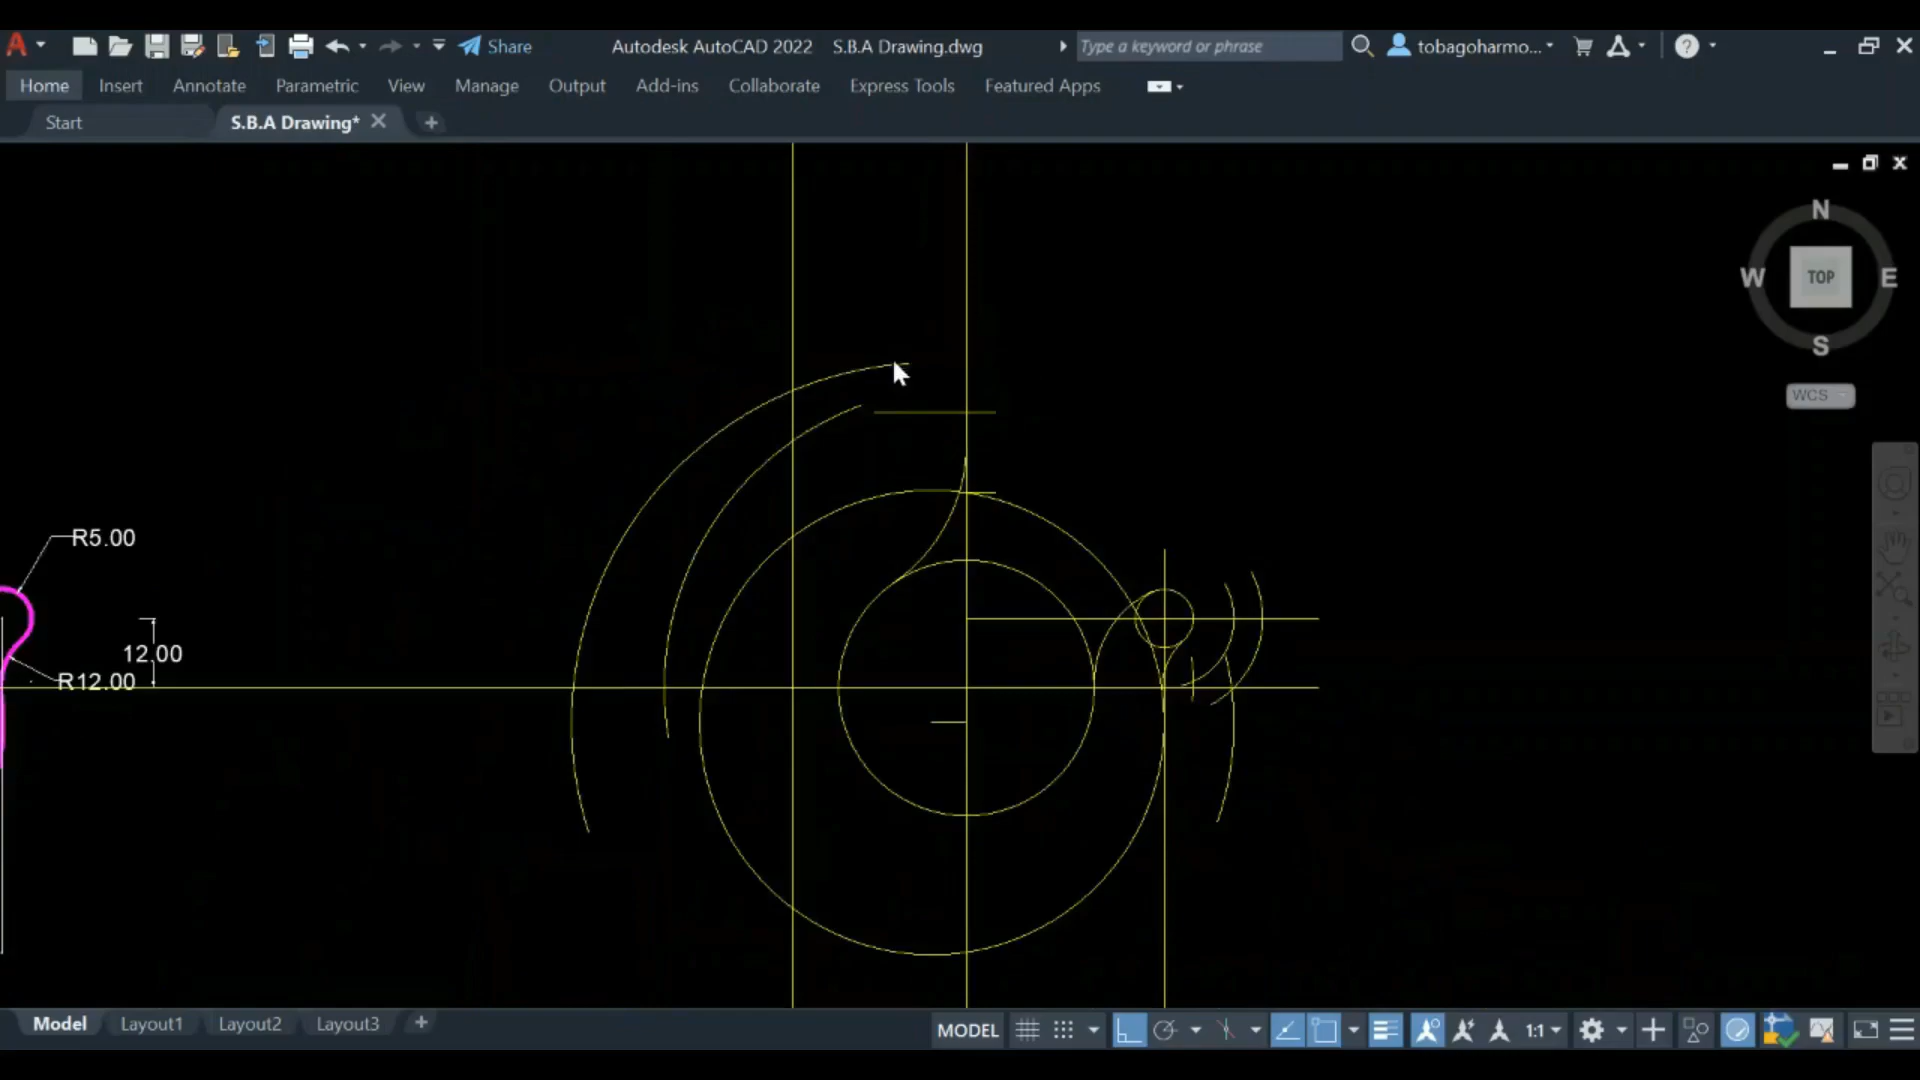 Share Autodesk AutoCAD 2022 S.B.A Drawing.dwg Type a keyword or phrase tobagoharmo...
Home Insert Annotate Parametric View Manage Output Add-ins Collaborate Express Tools Featured Apps
Start S.B.A Drawing*
N
W TOP E
S
WCS
R5.00
12.00
R12.00
Model Layout1 Layout2 Layout3 MODEL 1:1